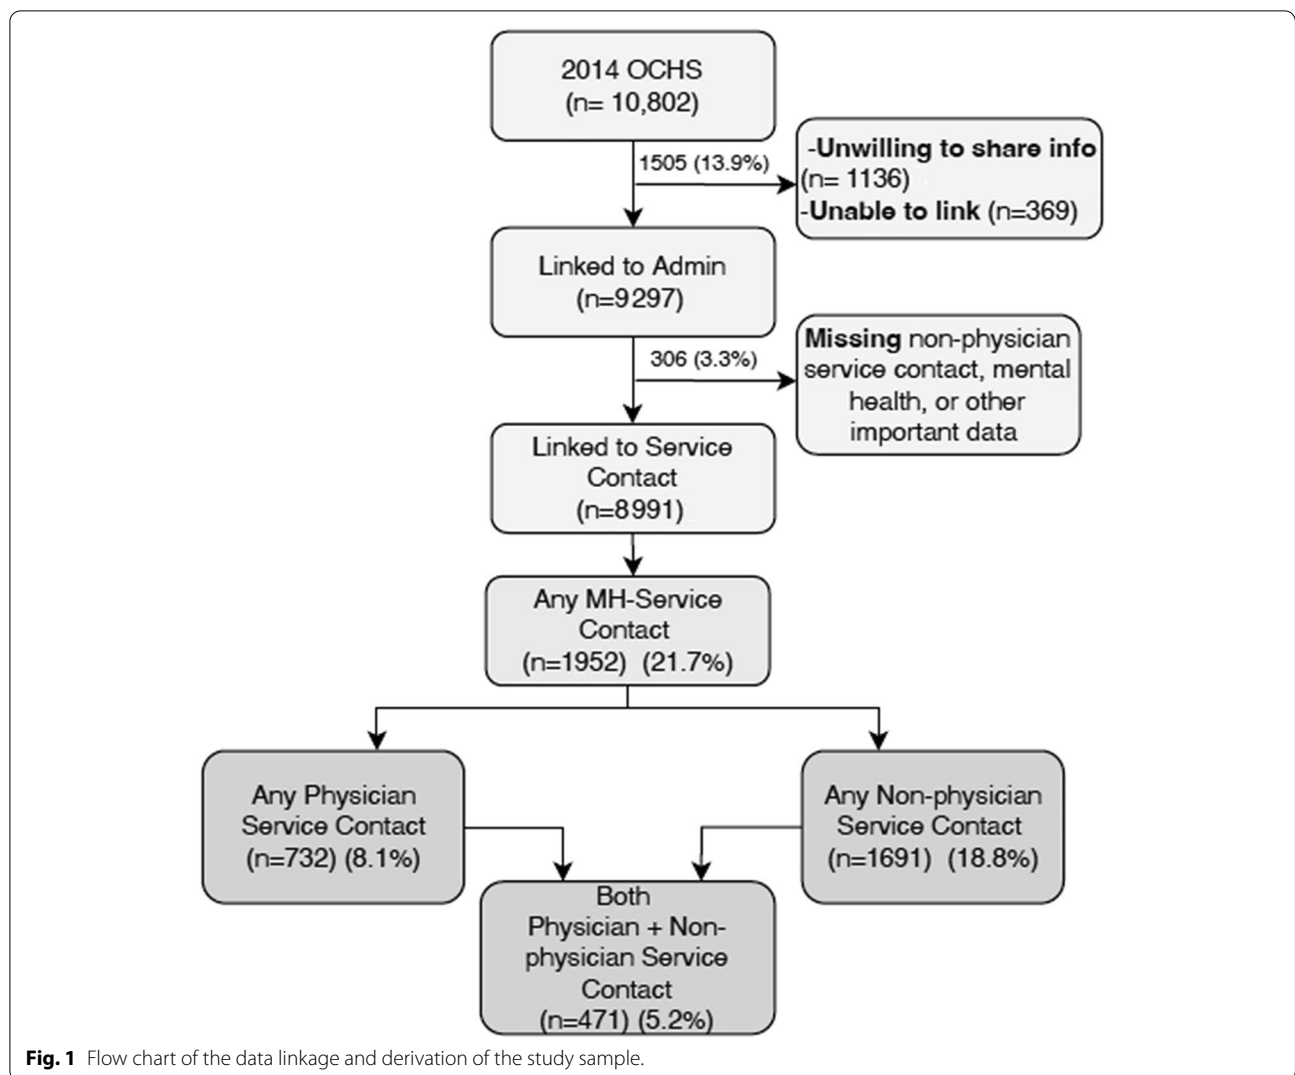 2014 OCHS
(n= 10,802)
1505 (13.9%)
-Unwilling to share info
(n= 1136)
-Unable to link (n=369)
Linked to Admin
(n=9297)
306 (3.3%)
Missing non-physician
service contact, mental
health, or other
important data
Linked to Service
Contact
(n=8991)
Any MH-Service
Contact
(n=1952) (21.7%)
Any Physician
Service Contact
(n=732) (8.1%)
Any Non-physician
Service Contact
(n=1691) (18.8%)
Both
Physician + Non-
physician Service
Contact
(n=471) (5.2%)
Fig. 1 Flow chart of the data linkage and derivation of the study sample.